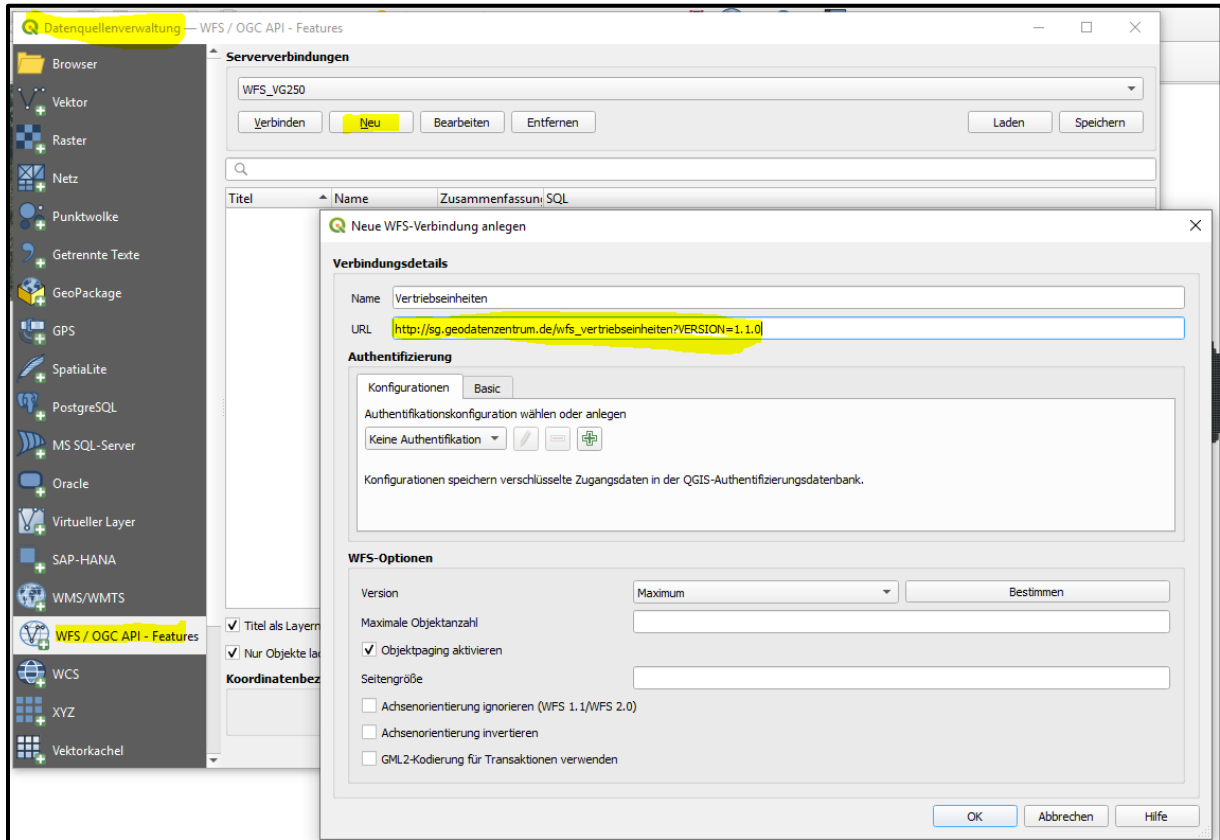 Datenquellenverwaltung — WFS / OGC API - Features
Browser
Vektor
Raster
Netz
Punktwolke
Getrennte Texte
GeoPackage
GPS
SpatiaLite
PostgreSQL
MS SQL-Server
Oracle
Virtueller Layer
SAP-HANA
WMS/WMTS
WFS / OGC API - Features
WCS
XYZ
Vektorkachel
Serververbindungen
WFS_VG250
Verbinden Neu Bearbeiten Entfernen Laden Speichern
Titel Name Zusammenfassun SQL
Titel als Layern
Nur Objekte la
Koordinatenbez
Neue WFS-Verbindung anlegen
Verbindungsdetails
Name Vertriebseinheiten
URL http://sg.geodatenzentrum.de/wfs_vertriebseinheiten?VERSION=1.1.0
Authentifizierung
Konfigurationen Basic
Authentifikationskonfiguration wählen oder anlegen
Keine Authentifikation
Konfigurationen speichern verschlüsselte Zugangsdaten in der QGIS-Authentifizierungsdatenbank.
WFS-Optionen
Version Maximum Bestimmen
Maximale Objektanzahl
Objektpaging aktivieren
Seitengröße
Achsenorientierung ignorieren (WFS 1.1/WFS 2.0)
Achsenorientierung invertieren
GML2-Kodierung für Transaktionen verwenden
OK Abbrechen Hilfe